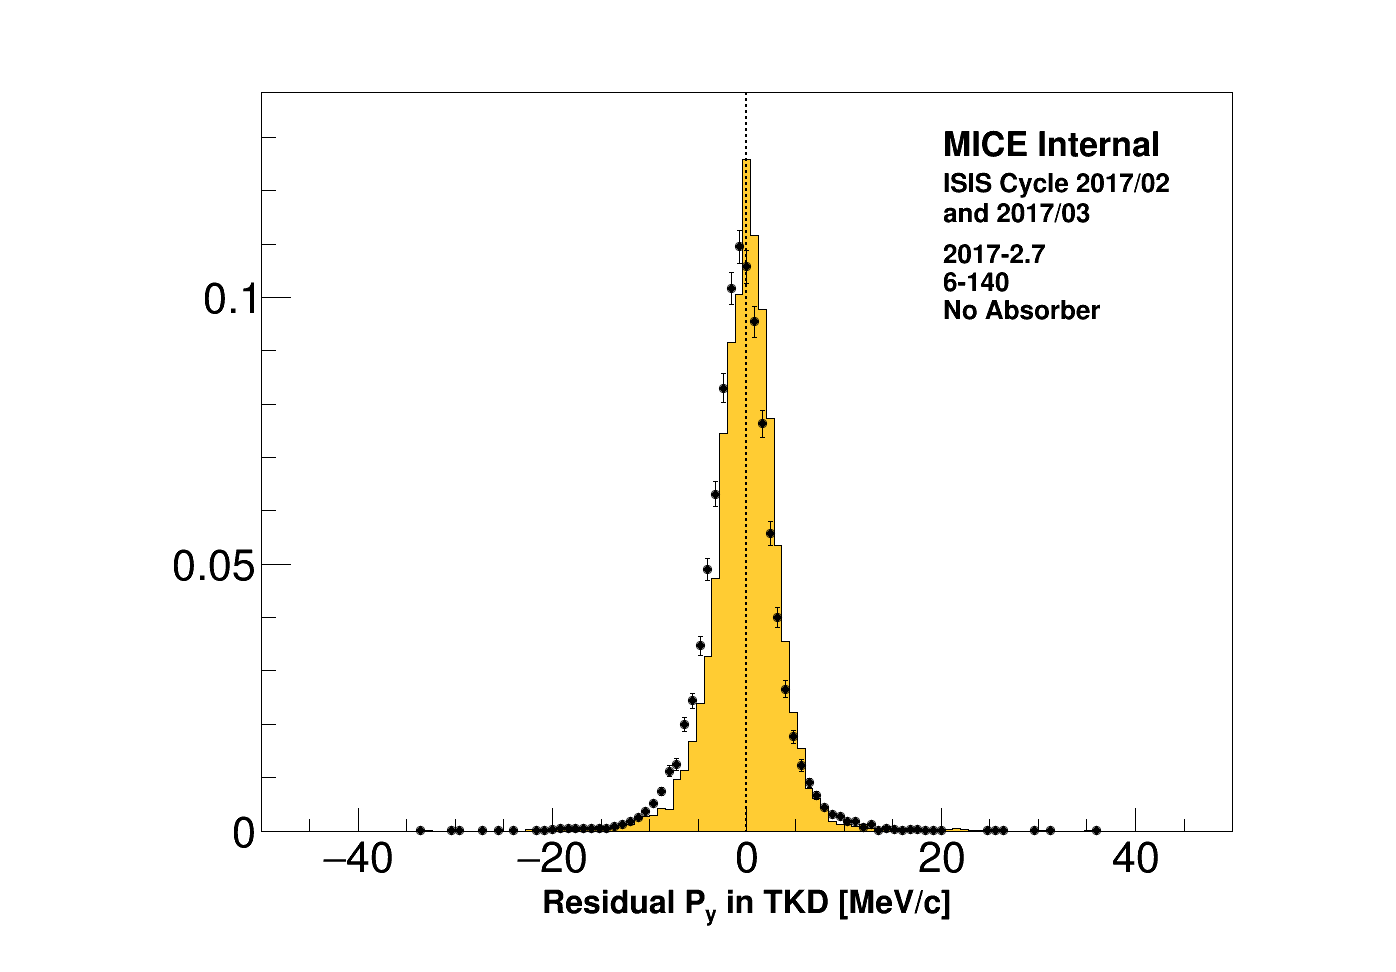 MICE Internal
ISIS Cycle 2017/02
and 2017/03
2017-2.7
6-140
No Absorber
0.1
0.05
0
−40 −20 0 20 40
Residual Py in TKD [MeV/c]